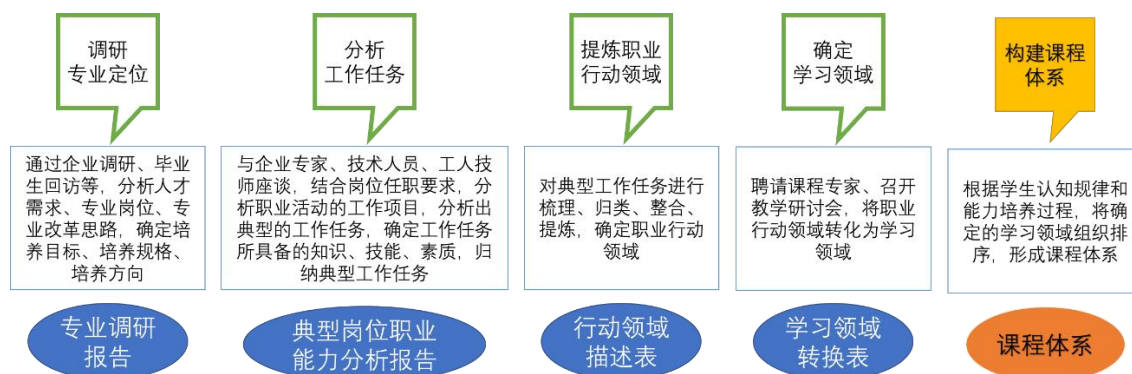 调研
专业定位
分析
工作任务
提炼职业
行动领域
确定
学习领域
构建课程
体系
通过企业调研、毕业
生回访等，分析人才
需求、专业岗位、专
业改革思路，确定培
养目标、培养规格、
培养方向
与企业专家、技术人员、工人技
师座谈，结合岗位任职要求，分
析职业活动的工作项目，分析出
典型的工作任务，确定工作任务
所具备的知识、技能、素质，归
纳典型工作任务
对典型工作任务进行
梳理、归类、整合、
提炼，确定职业行动
领域
聘请课程专家、召开
教学研讨会，将职业
行动领域转化为学习
领域
根据学生认知规律和
能力培养过程，将确
定的学习领域组织排
序，形成课程体系
专业调研
报告
典型岗位职业
能力分析报告
行动领域
描述表
学习领域
转换表
课程体系